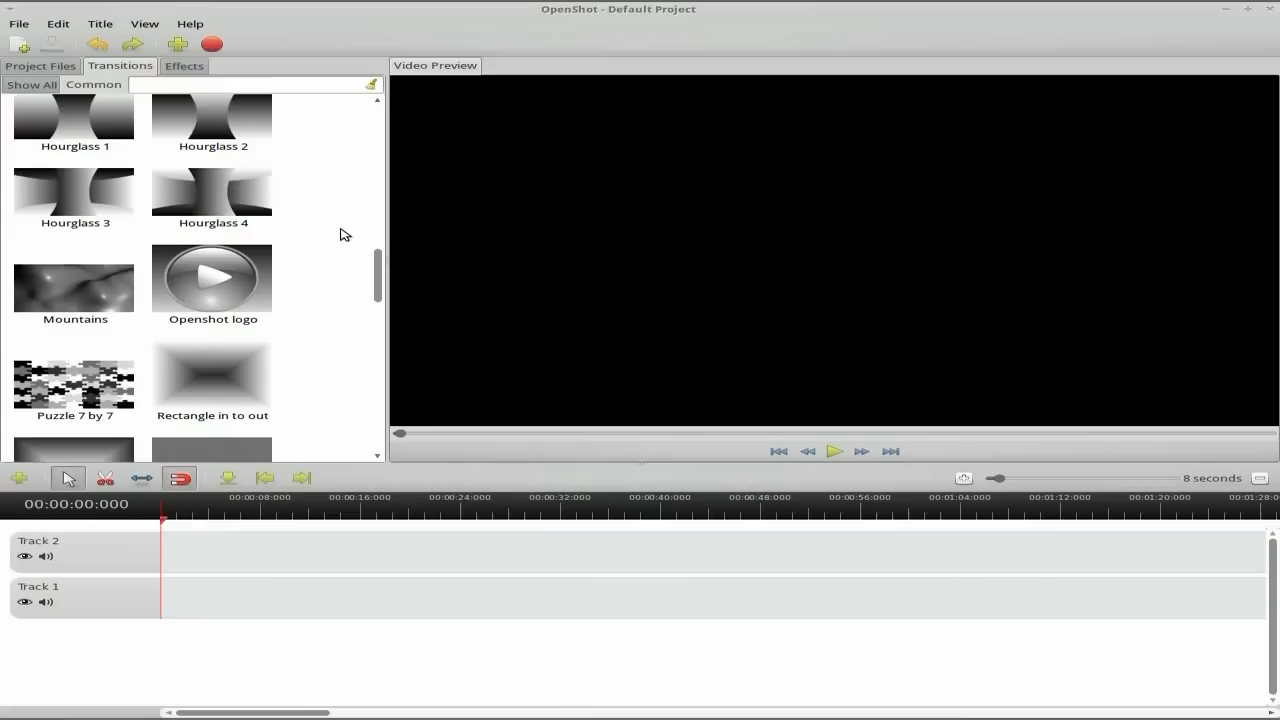 OpenShot - Default Project
File Edit Title View Help
Project Files Transitions Effects
Video Preview
Show All Common
Hourglass 1 Hourglass 2
Hourglass 3 Hourglass 4
Mountains Openshot logo
Puzzle 7 by 7 Rectangle in to out
8 seconds
00:00:00:000
00:00:08:000 00:00:16:000 00:00:24:000 00:00:32:000 00:00:40:000 00:00:48:000 00:00:56:000 00:01:04:000 00:01:12:000 00:01:20:000 00:01:28:0
Track 2
Track 1